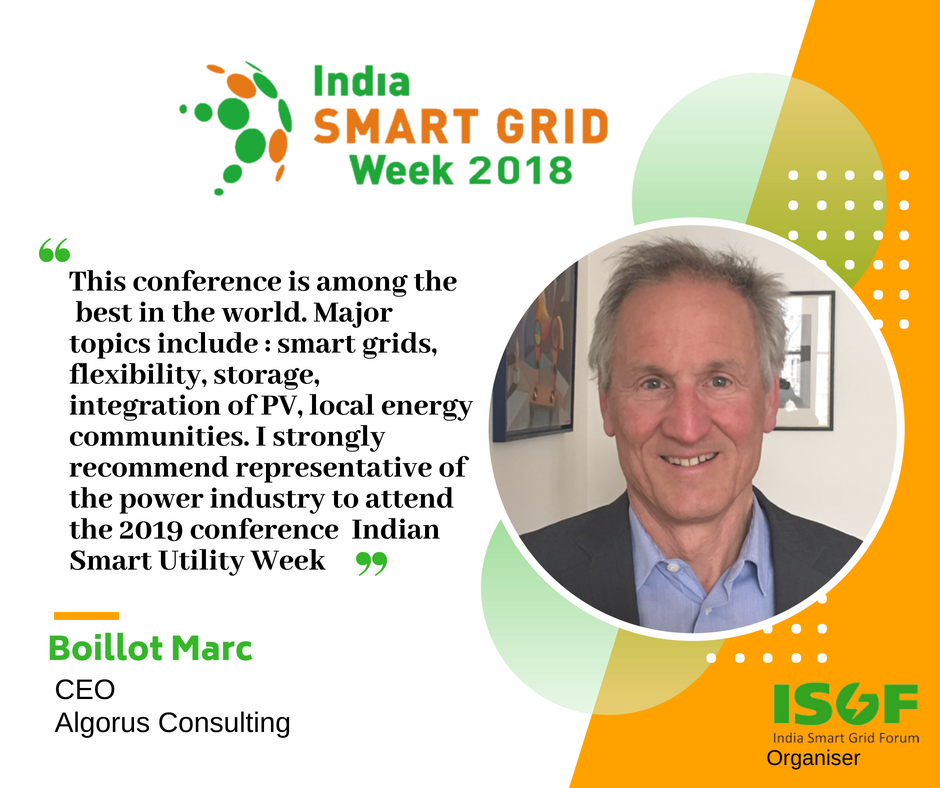 India
SMART GRID
Week 2018
“
This conference is among the
best in the world. Major
topics include : smart grids,
flexibility, storage,
integration of PV, local energy
communities. I strongly
recommend representative of
the power industry to attend
the 2019 conference Indian
Smart Utility Week ”
Boillot Marc
CEO
Algorus Consulting
ISGF
India Smart Grid Forum
Organiser